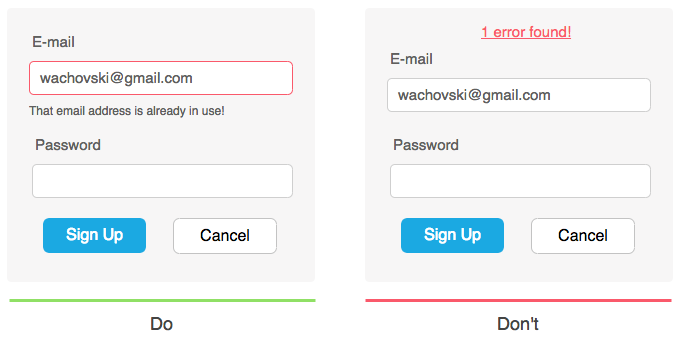 E-mail
wachovski@gmail.com
That email address is already in use!
Password
Sign Up
Cancel
Do
1 error found!
E-mail
wachovski@gmail.com
Password
Sign Up
Cancel
Don't